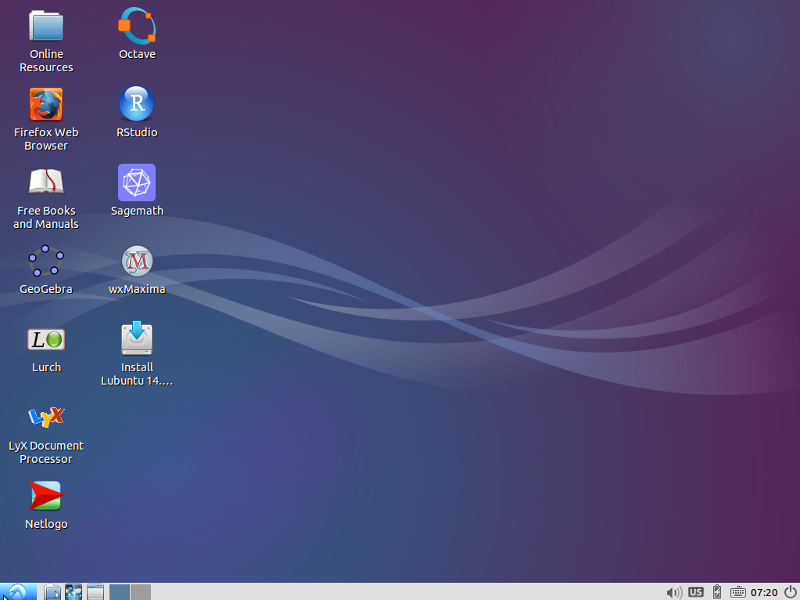 Online
Resources
Octave
Firefox Web
Browser
R
RStudio
Free Books
and Manuals
Sagemath
GeoGebra
M
wxMaxima
L
Lurch
Install
Lubuntu 14....
LyX
LyX Document
Processor
Netlogo
US
07:20